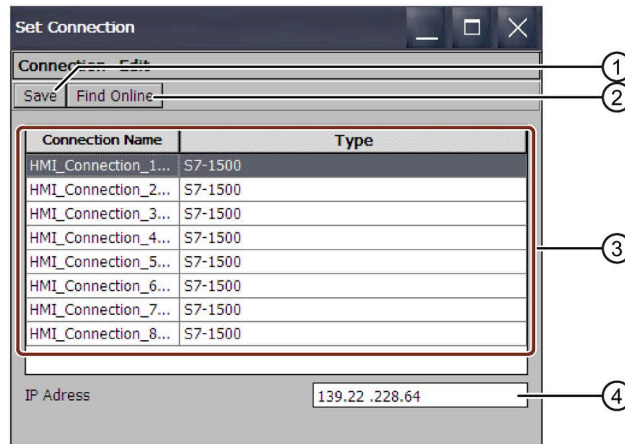 Set Connection
Connection Edit
Save Find Online
Connection Name Type
HMI_Connection_1... S7-1500
HMI_Connection_2... S7-1500
HMI_Connection_3... S7-1500
HMI_Connection_4... S7-1500
HMI_Connection_5... S7-1500
HMI_Connection_6... S7-1500
HMI_Connection_7... S7-1500
HMI_Connection_8... S7-1500
IP Adress 139.22 .228.64
1
2
3
4